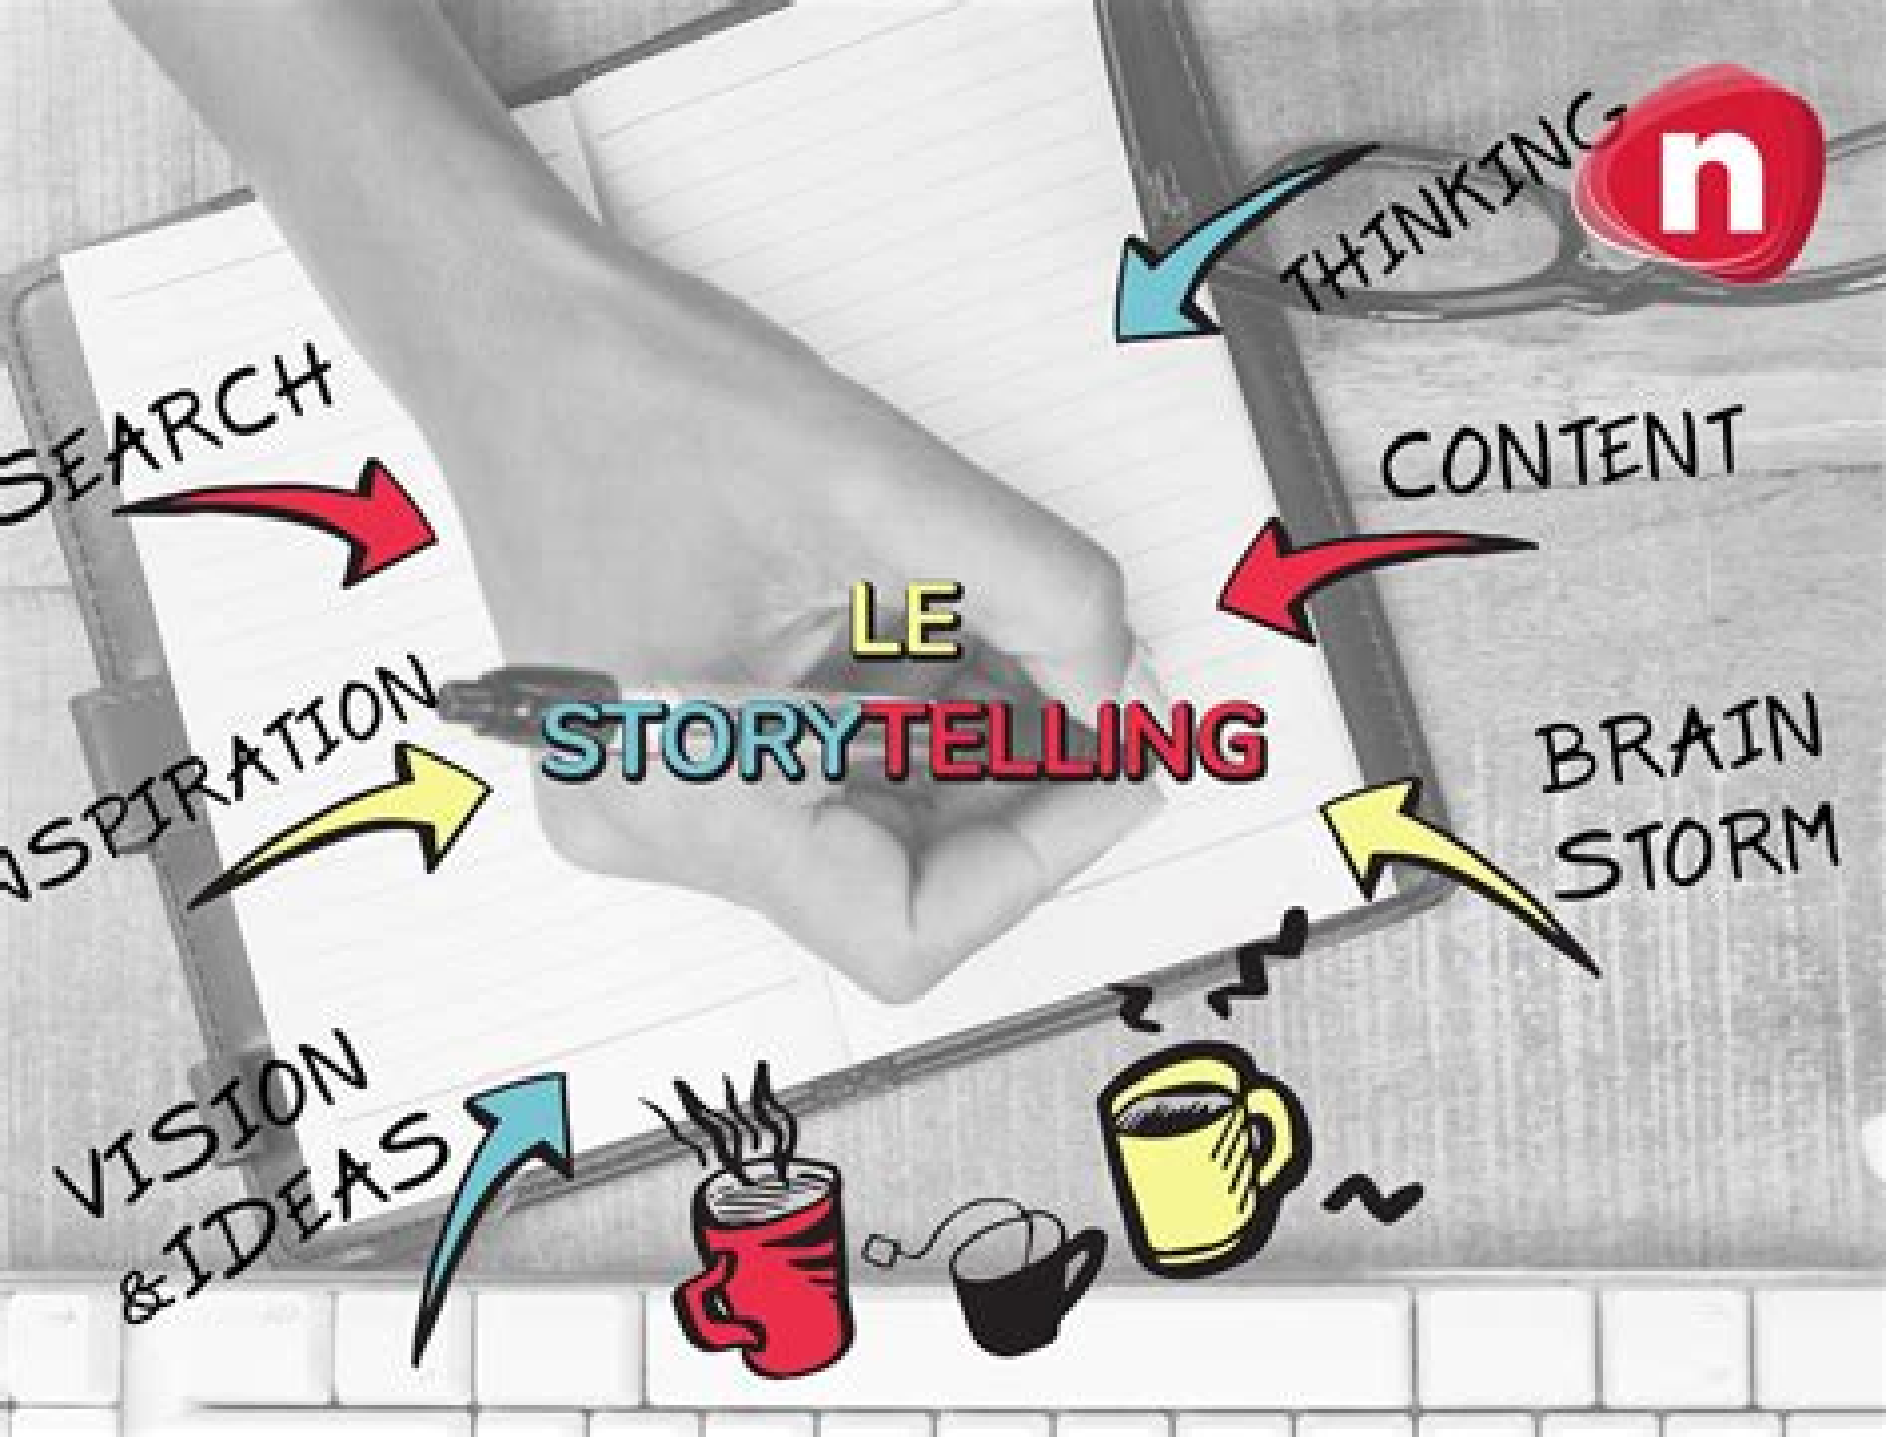 THINKING
n
SEARCH
CONTENT
LE
STORYTELLING
NSPIRATION
BRAIN
STORM
VISION
& IDEAS